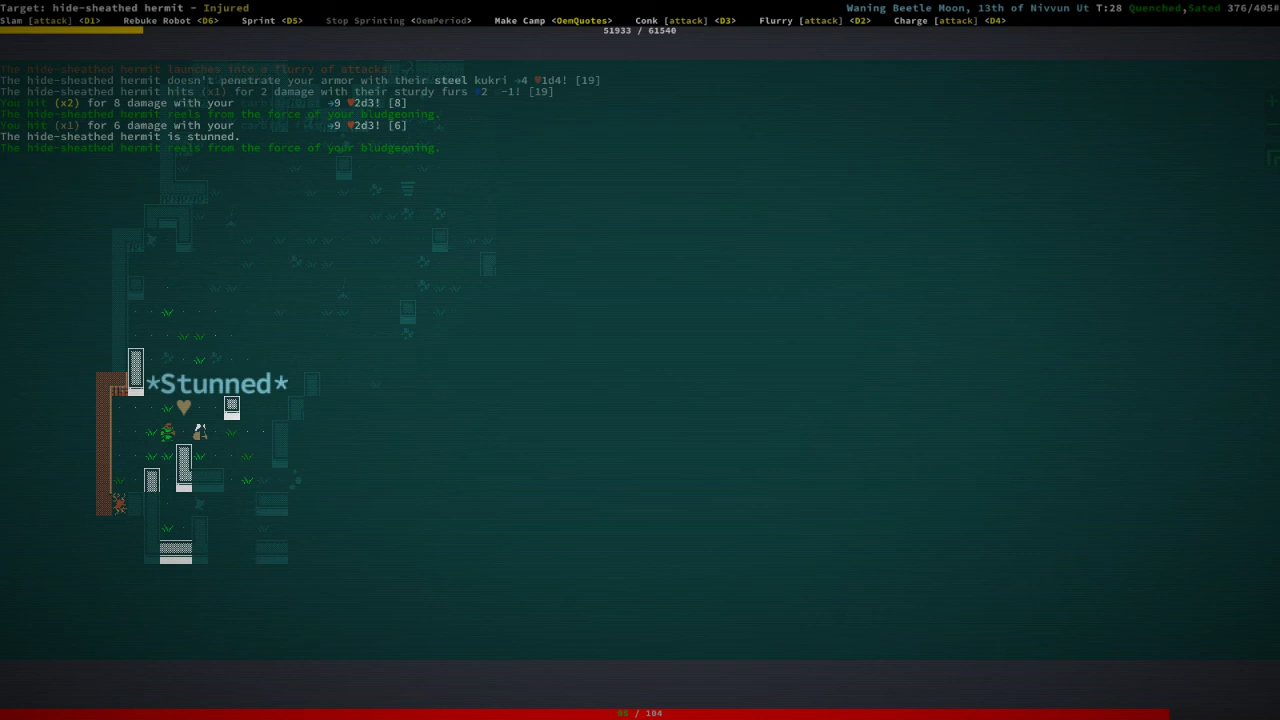 Target: hide-sheathed hermit - Injured
Waning Beetle Moon, 13th of Nivvun Ut T:28 Quenched,Sated 376/405#
Slam [attack] <D1> Rebuke Robot <D6> Sprint <D5> Stop Sprinting <OemPeriod> Make Camp <OemQuotes> Conk [attack] <D3> Flurry [attack] <D2> Charge [attack] <D4>
51933 / 61540
The hide-sheathed hermit launches into a flurry of attacks!
The hide-sheathed hermit doesn't penetrate your armor with their steel kukri →4 ♥1d4! [19]
The hide-sheathed hermit hits (x1) for 2 damage with their sturdy furs ♦2 ○-1! [19]
You hit (x2) for 8 damage with your →9 ♥2d3! [8]
The hide-sheathed hermit reels from the force of your bludgeoning.
You hit (x1) for 6 damage with your →9 ♥2d3! [6]
The hide-sheathed hermit is stunned.
The hide-sheathed hermit reels from the force of your bludgeoning.
*Stunned*
/ 104